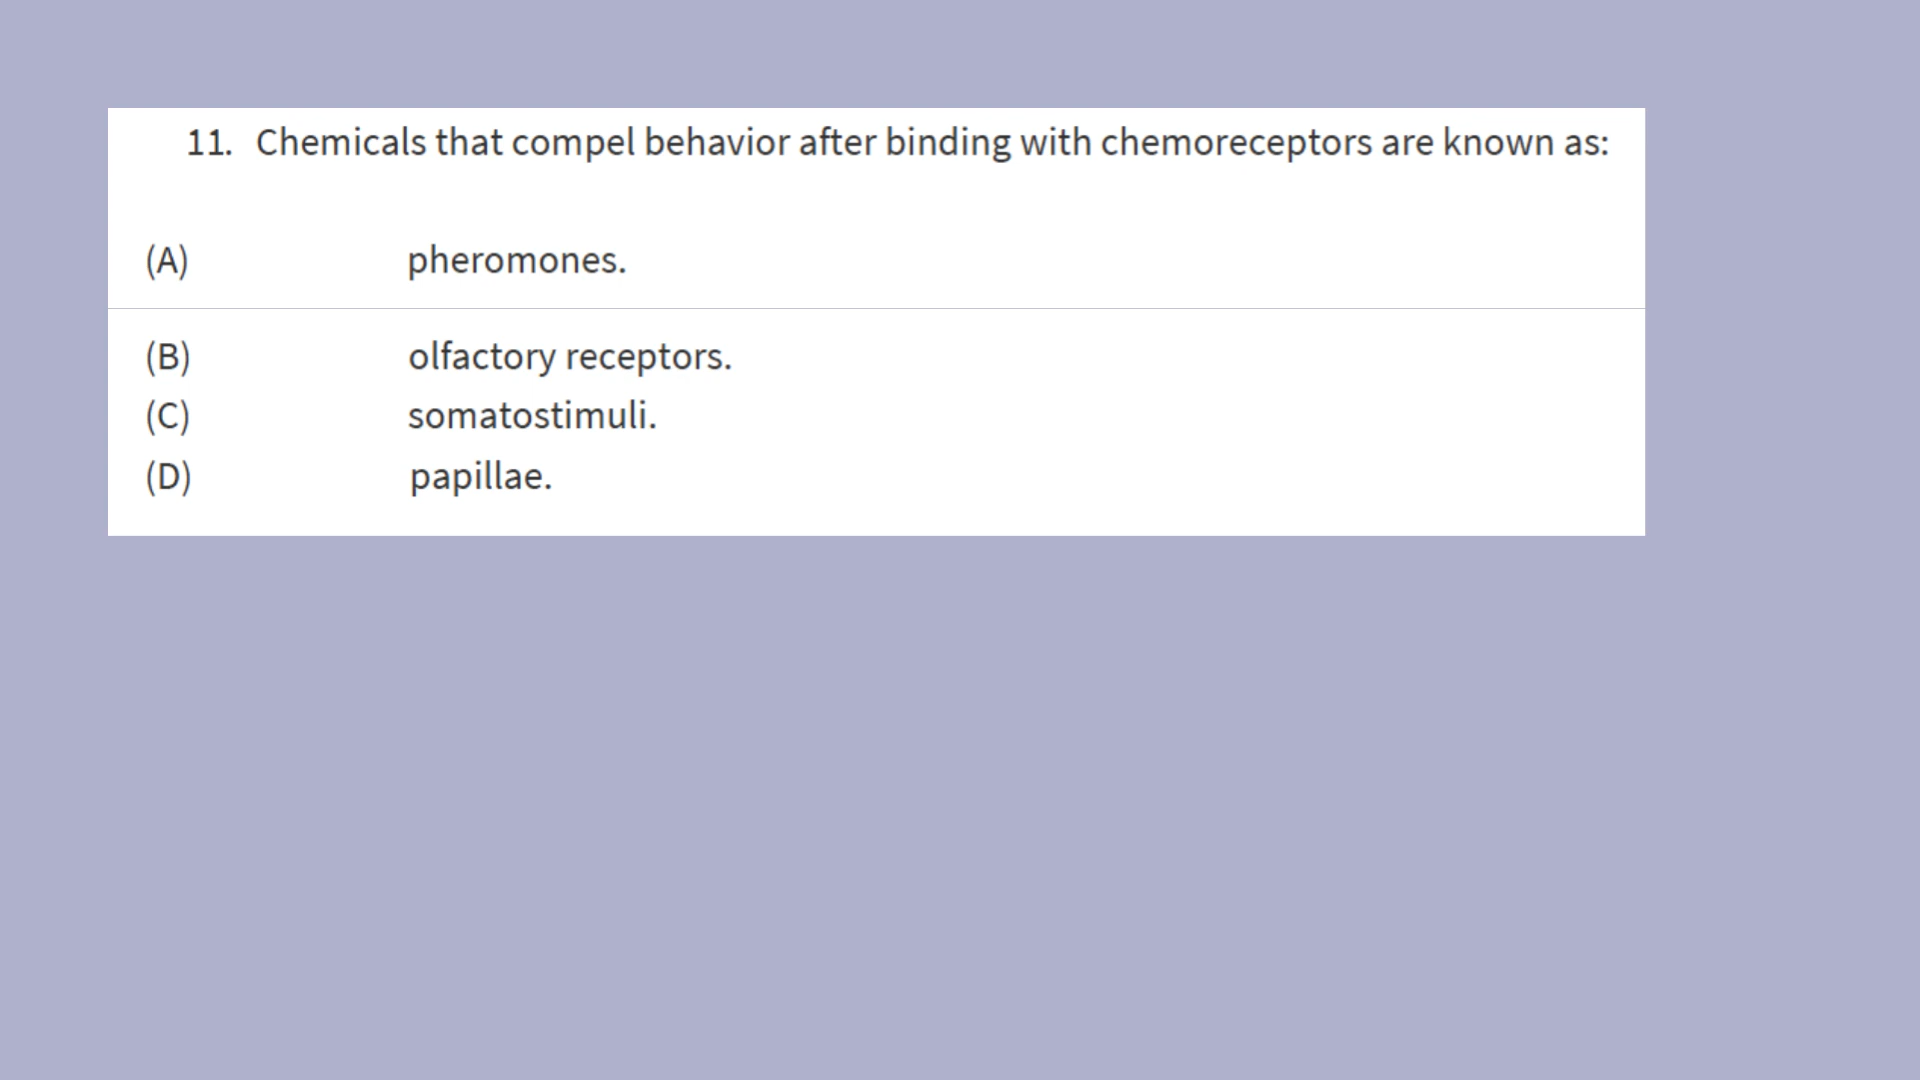 11. Chemicals that compel behavior after binding with chemoreceptors are known as:
(A) pheromones.
(B) olfactory receptors.
(C) somatostimuli.
(D) papillae.